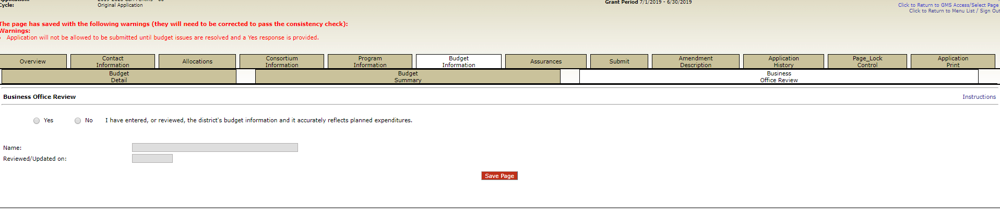 Cycle:
Original Application
Grant Period 7/1/2019 - 6/30/2019
Click to Return to GMS Access/Select Page
Click to Return to Menu List / Sign Out
The page has saved with the following warnings (they will need to be corrected to pass the consistency check):
Warnings:
Application will not be allowed to be submitted until budget issues are resolved and a Yes response is provided.
Overview
Contact
Information
Allocations
Consortium
Information
Program
Information
Budget
Information
Assurances
Submit
Amendment
Description
Application
History
Page_Lock
Control
Application
Print
Budget
Detail
Budget
Summary
Business
Office Review
Business Office Review
Instructions
Yes
No
I have entered, or reviewed, the district's budget information and it accurately reflects planned expenditures.
Name:
Reviewed/Updated on:
Save Page